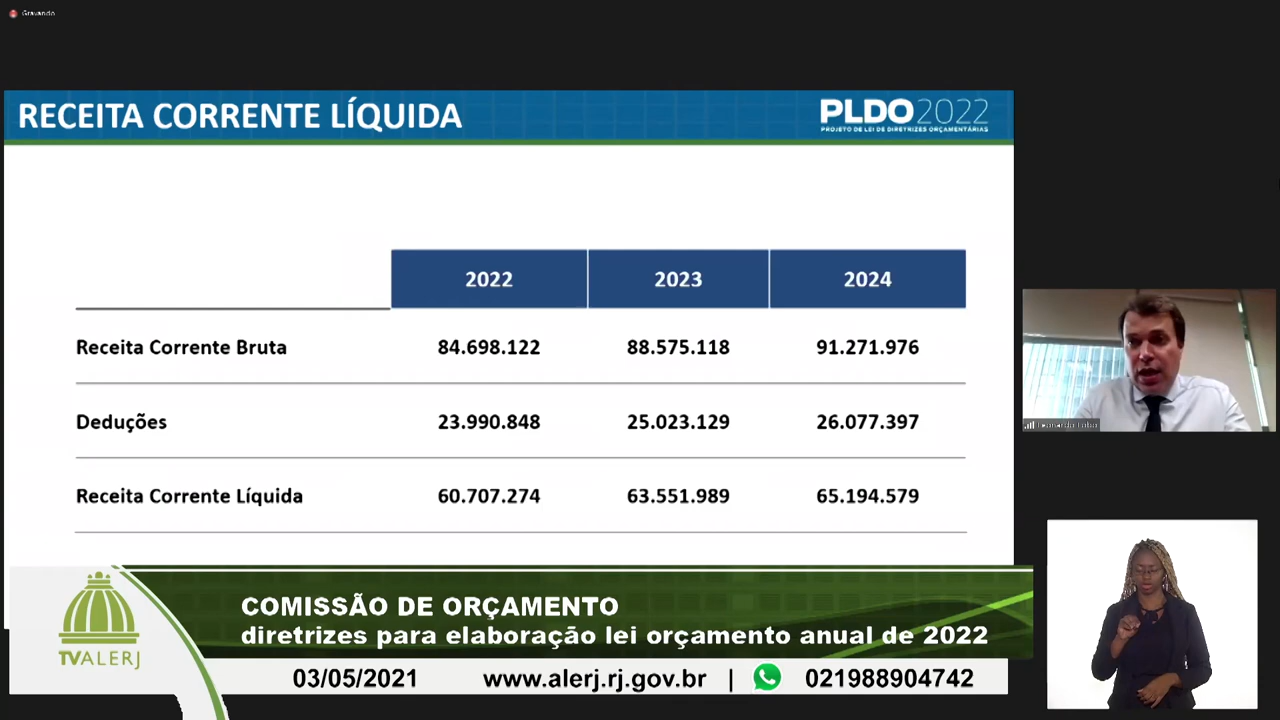 Gravando
RECEITA CORRENTE LÍQUIDA
PLDO2022
PROJETO DE LEI DE DIRETRIZES ORÇAMENTÁRIAS
2022 2023 2024
Receita Corrente Bruta 84.698.122 88.575.118 91.271.976
Deduções 23.990.848 25.023.129 26.077.397
Receita Corrente Líquida 60.707.274 63.551.989 65.194.579
Leonardo Lobo
TVALERJ
COMISSÃO DE ORÇAMENTO
diretrizes para elaboração lei orçamento anual de 2022
03/05/2021 www.alerj.rj.gov.br | 021988904742